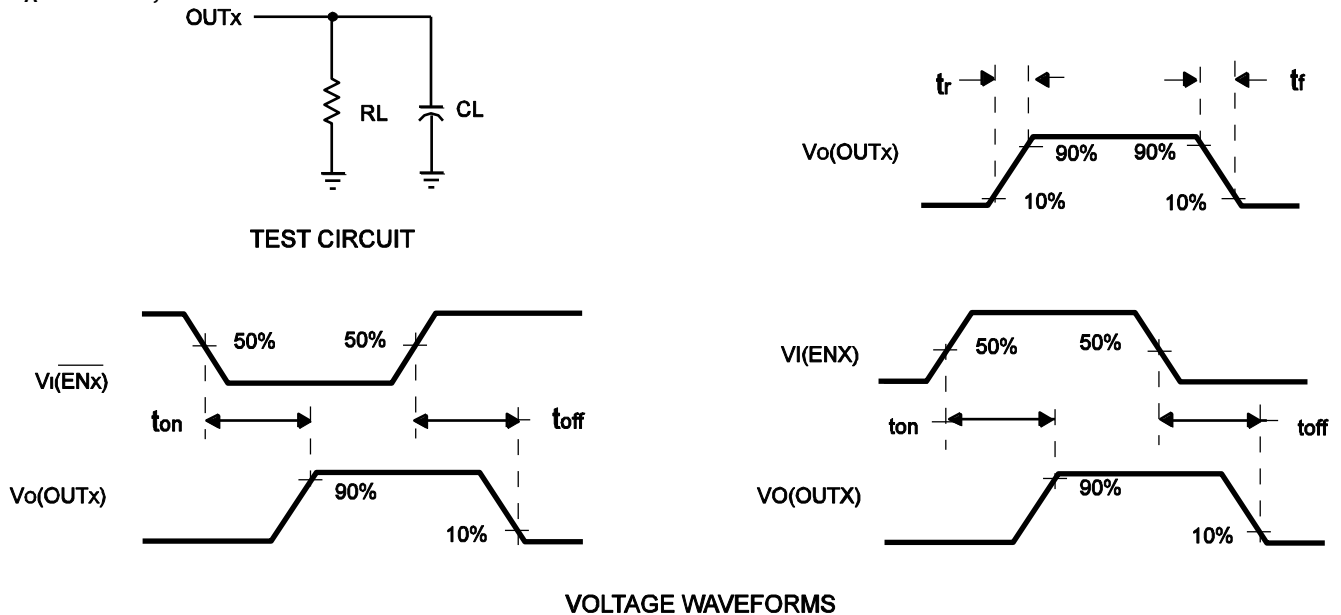 OUTx
RL
CL
TEST CIRCUIT
tr
tf
Vo(OUTx)
90%
90%
10%
10%
VI(E̅N̅x̅)
50%
50%
ton
toff
Vo(OUTx)
90%
10%
VI(ENX)
50%
50%
ton
toff
VO(OUTX)
90%
10%
VOLTAGE WAVEFORMS